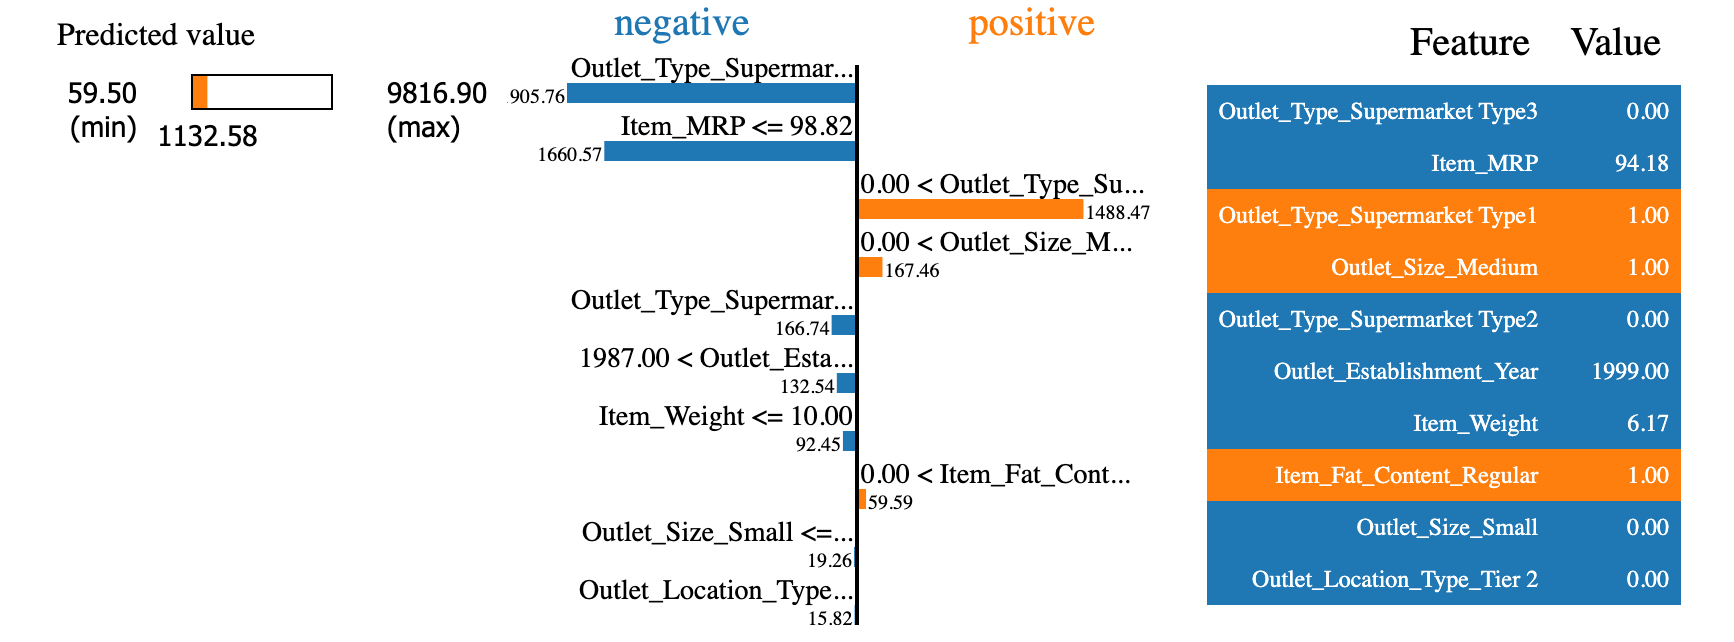 Predicted value
59.50
(min)
1132.58
9816.90
(max)
negative
positive
Outlet_Type_Supermar...
905.76
Item_MRP <= 98.82
1660.57
0.00 < Outlet_Type_Su...
1488.47
0.00 < Outlet_Size_M...
167.46
Outlet_Type_Supermar...
166.74
1987.00 < Outlet_Esta...
132.54
Item_Weight <= 10.00
92.45
0.00 < Item_Fat_Cont...
59.59
Outlet_Size_Small <=...
19.26
Outlet_Location_Type...
15.82
Feature Value
Outlet_Type_Supermarket Type3 0.00
Item_MRP 94.18
Outlet_Type_Supermarket Type1 1.00
Outlet_Size_Medium 1.00
Outlet_Type_Supermarket Type2 0.00
Outlet_Establishment_Year 1999.00
Item_Weight 6.17
Item_Fat_Content_Regular 1.00
Outlet_Size_Small 0.00
Outlet_Location_Type_Tier 2 0.00